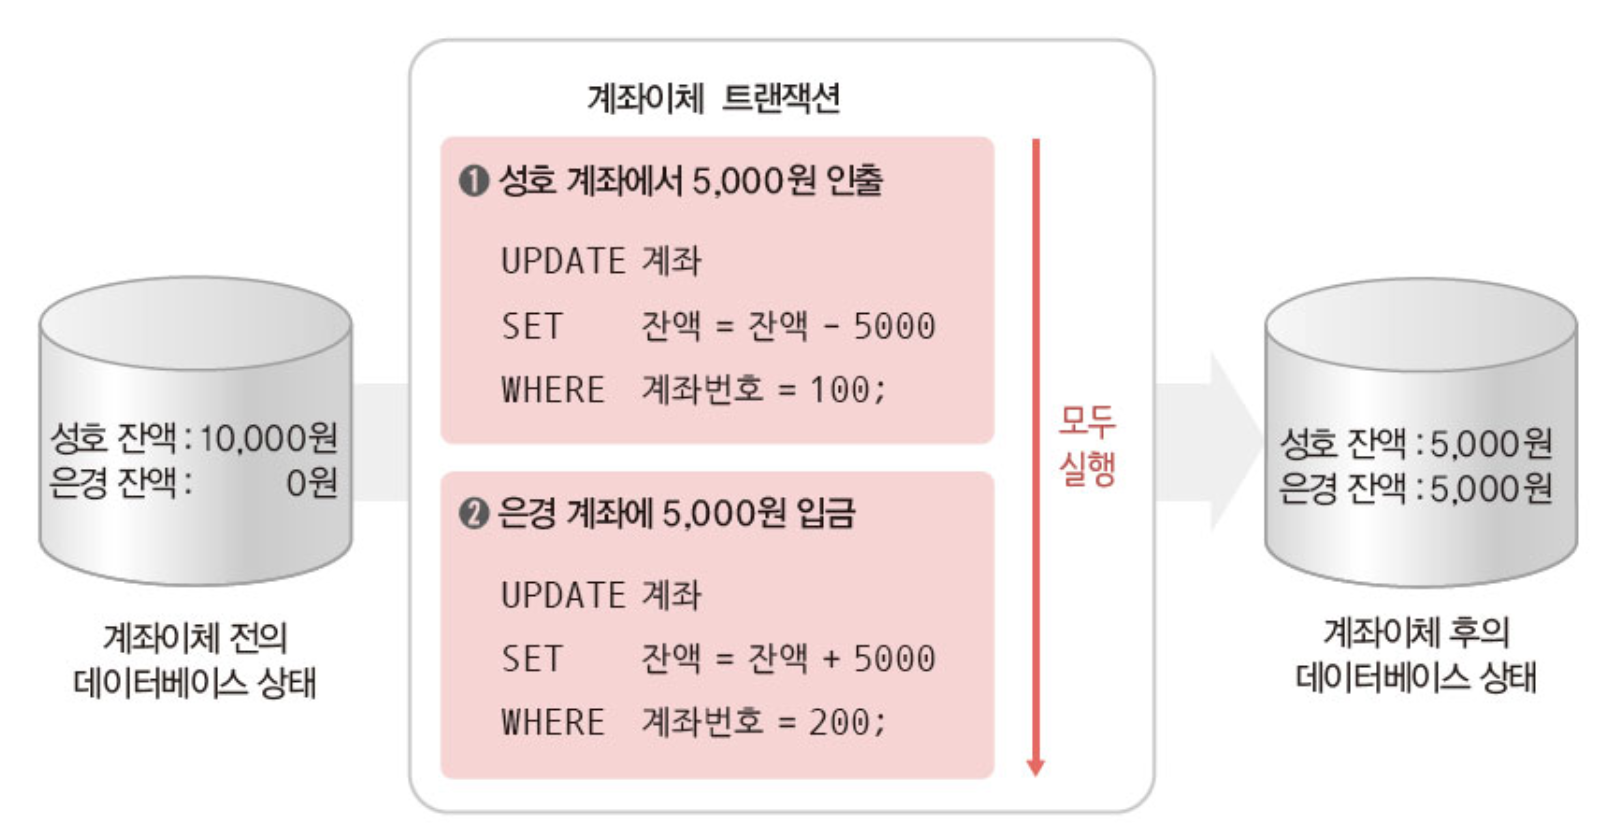 계좌이체 트랜잭션
❶ 성호 계좌에서 5,000원 인출
UPDATE 계좌
SET 잔액 = 잔액 - 5000
WHERE 계좌번호 = 100;
❷ 은경 계좌에 5,000원 입금
UPDATE 계좌
SET 잔액 = 잔액 + 5000
WHERE 계좌번호 = 200;
모두
실행
성호 잔액 : 10,000원
은경 잔액 : 0원
계좌이체 전의
데이터베이스 상태
성호 잔액 : 5,000원
은경 잔액 : 5,000원
계좌이체 후의
데이터베이스 상태